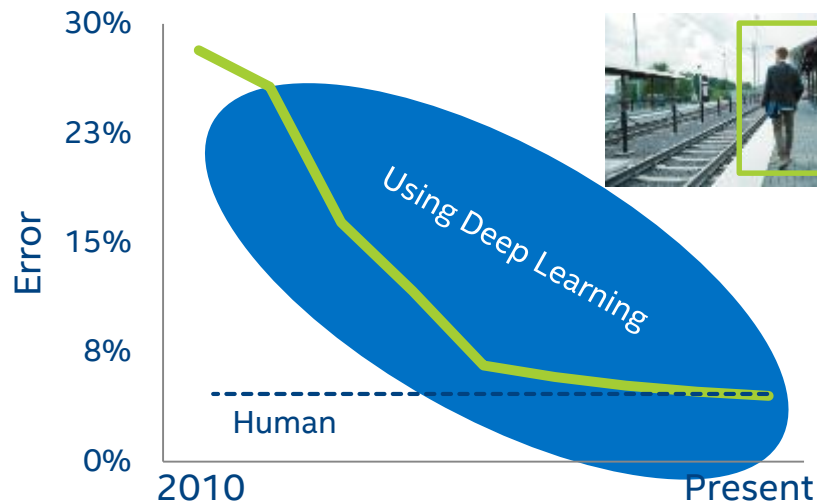 30%
23%
15%
8%
0%
Error
Using Deep Learning
Human
2010
Present